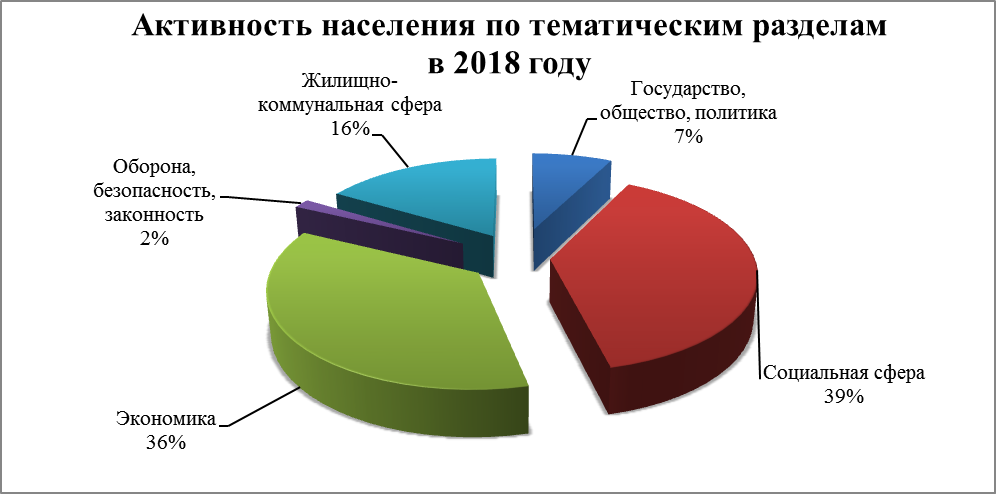 Активность населения по тематическим разделам
в 2018 году
Жилищно-
коммунальная сфера
16%
Государство,
общество, политика
7%
Оборона,
безопасность,
законность
2%
Социальная сфера
39%
Экономика
36%